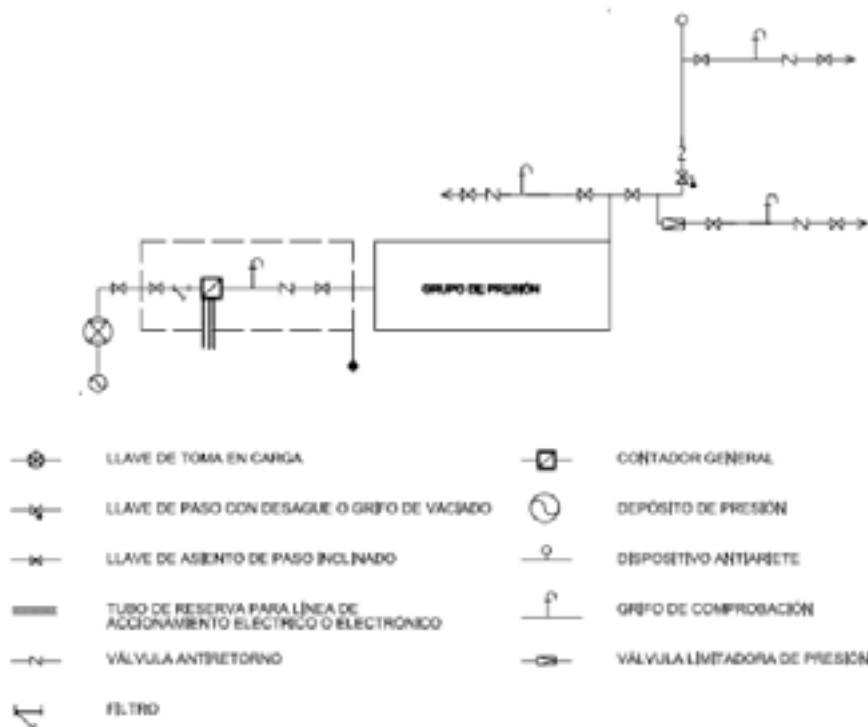 GRUPO DE PRESIÓN
LLAVE DE TOMA EN CARGA
CONTADOR GENERAL
LLAVE DE PASO CON DESAGUE O GRIFO DE VACIADO
DEPÓSITO DE PRESIÓN
LLAVE DE ASIENTO DE PASO INCLINADO
DISPOSITIVO ANTIARIETE
TUBO DE RESERVA PARA LÍNEA DE
ACCIONAMIENTO ELÉCTRICO O ELECTRÓNICO
GRIFO DE COMPROBACIÓN
VÁLVULA ANTIRETORNO
VÁLVULA LIMITADORA DE PRESIÓN
FILTRO